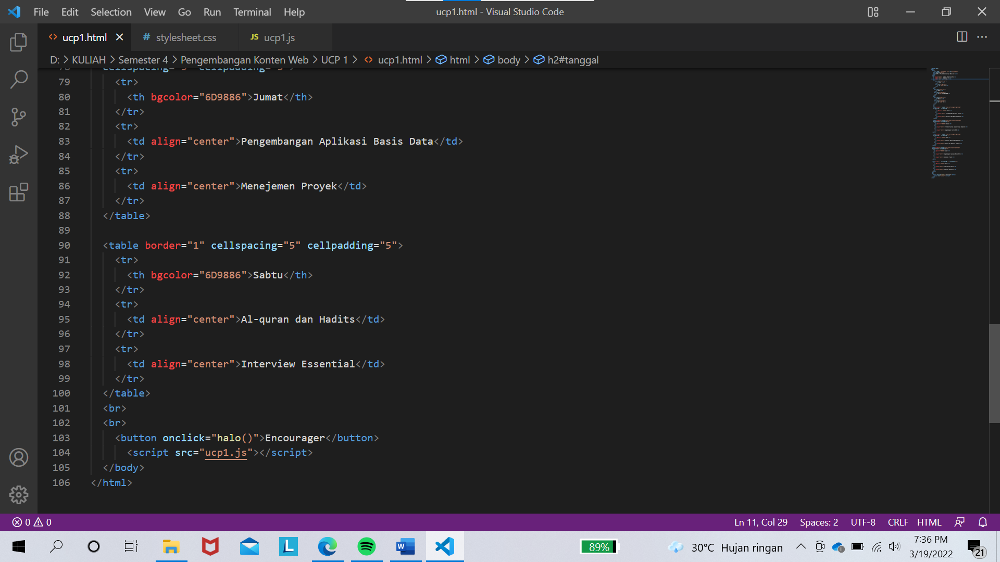 File Edit Selection View Go Run Terminal Help ucp1.html - Visual Studio Code
ucp1.html stylesheet.css JS ucp1.js
D: > KULIAH > Semester 4 > Pengembangan Konten Web > UCP 1 > ucp1.html > html > body > h2#tanggal
78 cellspacing="5" cellpadding="5">
79 <tr>
80 <th bgcolor="6D9886">Jumat</th>
81 </tr>
82 <tr>
83 <td align="center">Pengembangan Aplikasi Basis Data</td>
84 </tr>
85 <tr>
86 <td align="center">Menejemen Proyek</td>
87 </tr>
88 </table>
89
90 <table border="1" cellspacing="5" cellpadding="5">
91 <tr>
92 <th bgcolor="6D9886">Sabtu</th>
93 </tr>
94 <tr>
95 <td align="center">Al-quran dan Hadits</td>
96 </tr>
97 <tr>
98 <td align="center">Interview Essential</td>
99 </tr>
100 </table>
101 <br>
102 <br>
103 <button onclick="halo()">Encourager</button>
104 <script src="ucp1.js"></script>
105 </body>
106 </html>
0 0 Ln 11, Col 29 Spaces: 2 UTF-8 CRLF HTML
L W 89% 30°C Hujan ringan 7:36 PM
3/19/2022 21